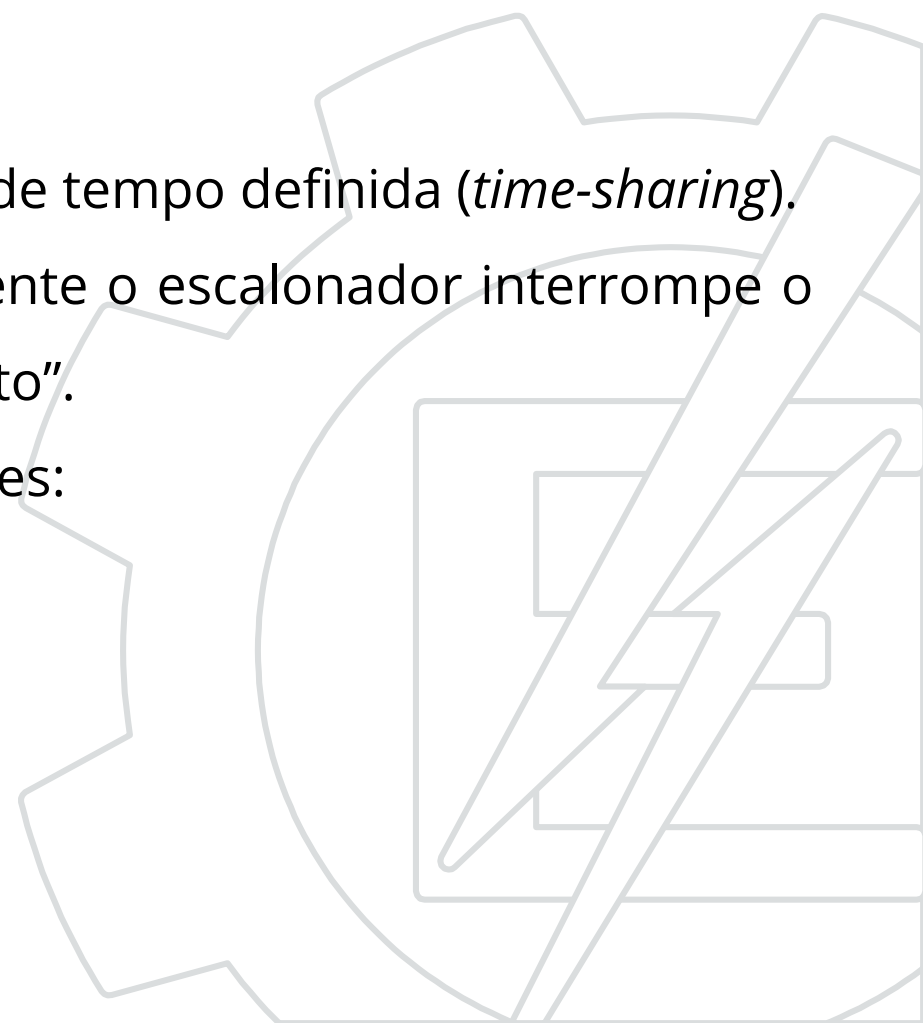 de tempo definida (time-sharing).
ente o escalonador interrompe o
to”.
es: